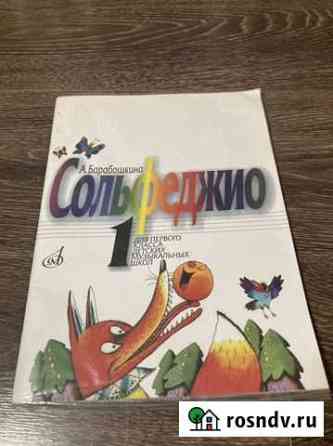 А.Барабошкина
Сольфеджио
1
ДЛЯ ПЕРВОГО
КЛАССА
ДЕТСКИХ
МУЗЫКАЛЬНЫХ
ШКОЛ
rosndv.ru